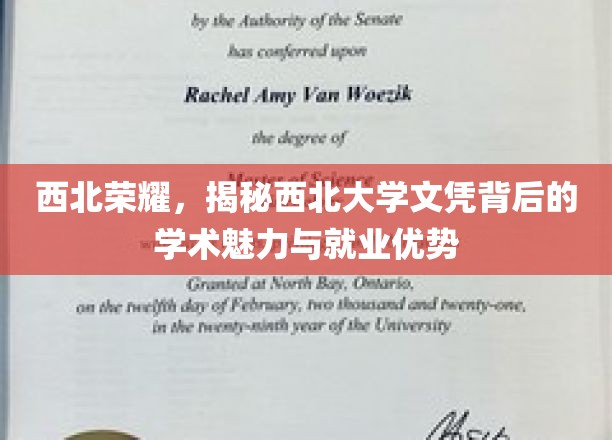 by the Authority of the Senate
has conferred upon
Rachel Amy Van Woezik
the degree of
Master of Science
西北荣耀，揭秘西北大学文凭背后的
学术魅力与就业优势
Granted at North Bay, Ontario,
on the twelfth day of February, two thousand and twenty-one,
in the twenty-ninth year of the University